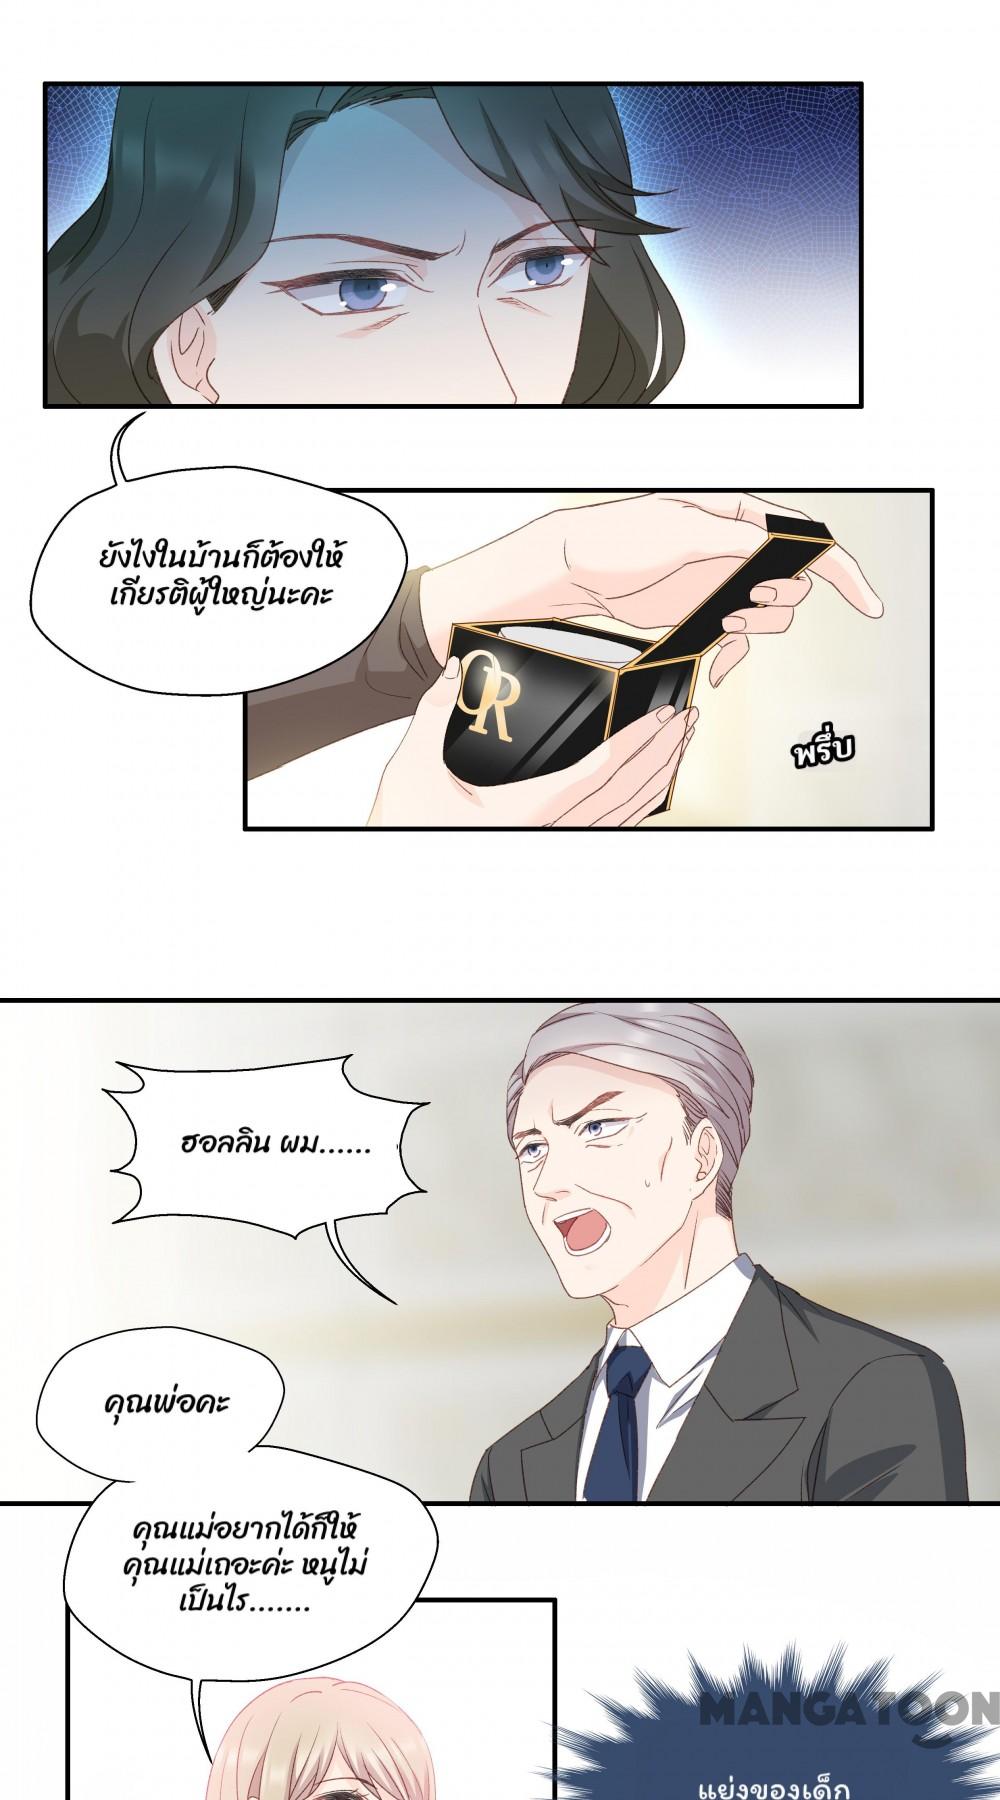 ยังไงในบ้านก็ต้องให้
เกียรติผู้ใหญ่นะคะ
OR
พรึ่บ
ฮอลลิน ผม......
คุณพ่อคะ
คุณแม่อยากได้ก็ให้
คุณแม่เถอะค่ะ หนูไม่
เป็นไร.......
MANGATOON
แย่งของเด็ก